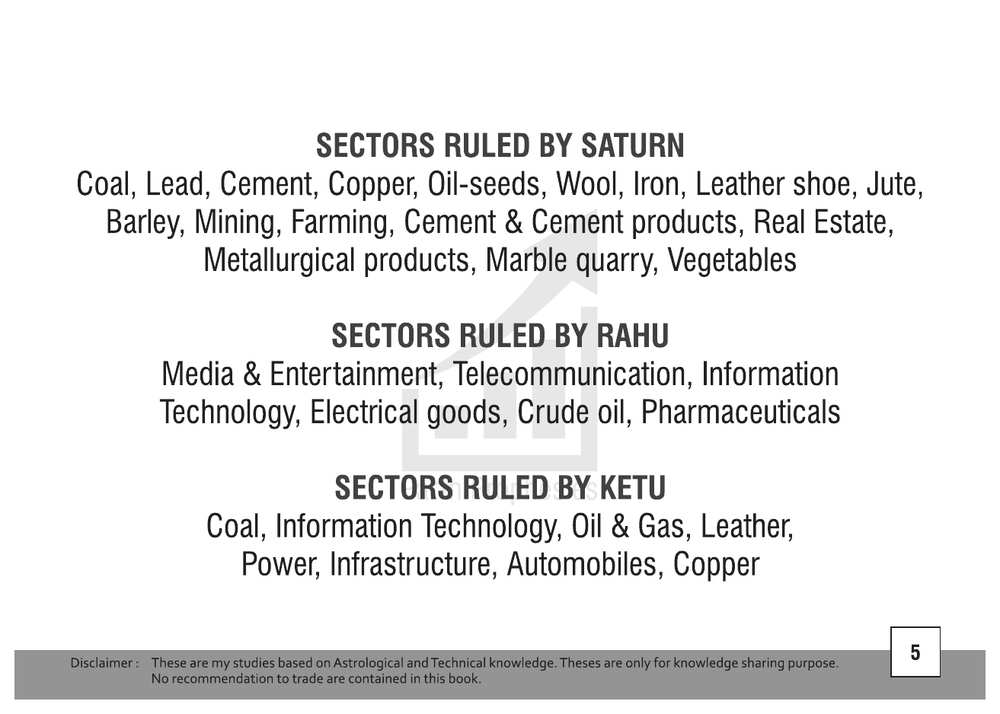 SECTORS RULED BY SATURN
Coal, Lead, Cement, Copper, Oil-seeds, Wool, Iron, Leather shoe, Jute,
Barley, Mining, Farming, Cement & Cement products, Real Estate,
Metallurgical products, Marble quarry, Vegetables
SECTORS RULED BY RAHU
Media & Entertainment, Telecommunication, Information
Technology, Electrical goods, Crude oil, Pharmaceuticals
SECTORS RULED BY KETU
Coal, Information Technology, Oil & Gas, Leather,
Power, Infrastructure, Automobiles, Copper
Disclaimer : These are my studies based on Astrological and Technical knowledge. Theses are only for knowledge sharing purpose.
No recommendation to trade are contained in this book.
5